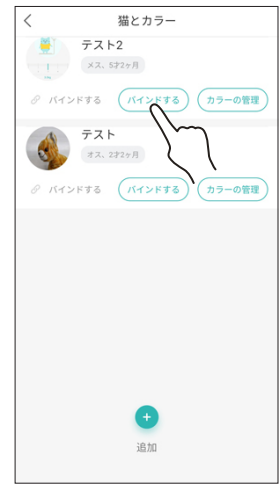 猫とカラー
テスト2
メス、5才2ヶ月
バインドする バインドする カラーの管理
テスト
オス、2才2ヶ月
バインドする バインドする カラーの管理
追加